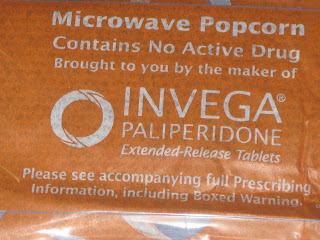 Microwave Popcorn
Contains No Active Drug
Brought to you by the maker of
INVEGA®
PALIPERIDONE
Extended-Release Tablets
Please see accompanying full Prescribing
Information, including Boxed Warning.